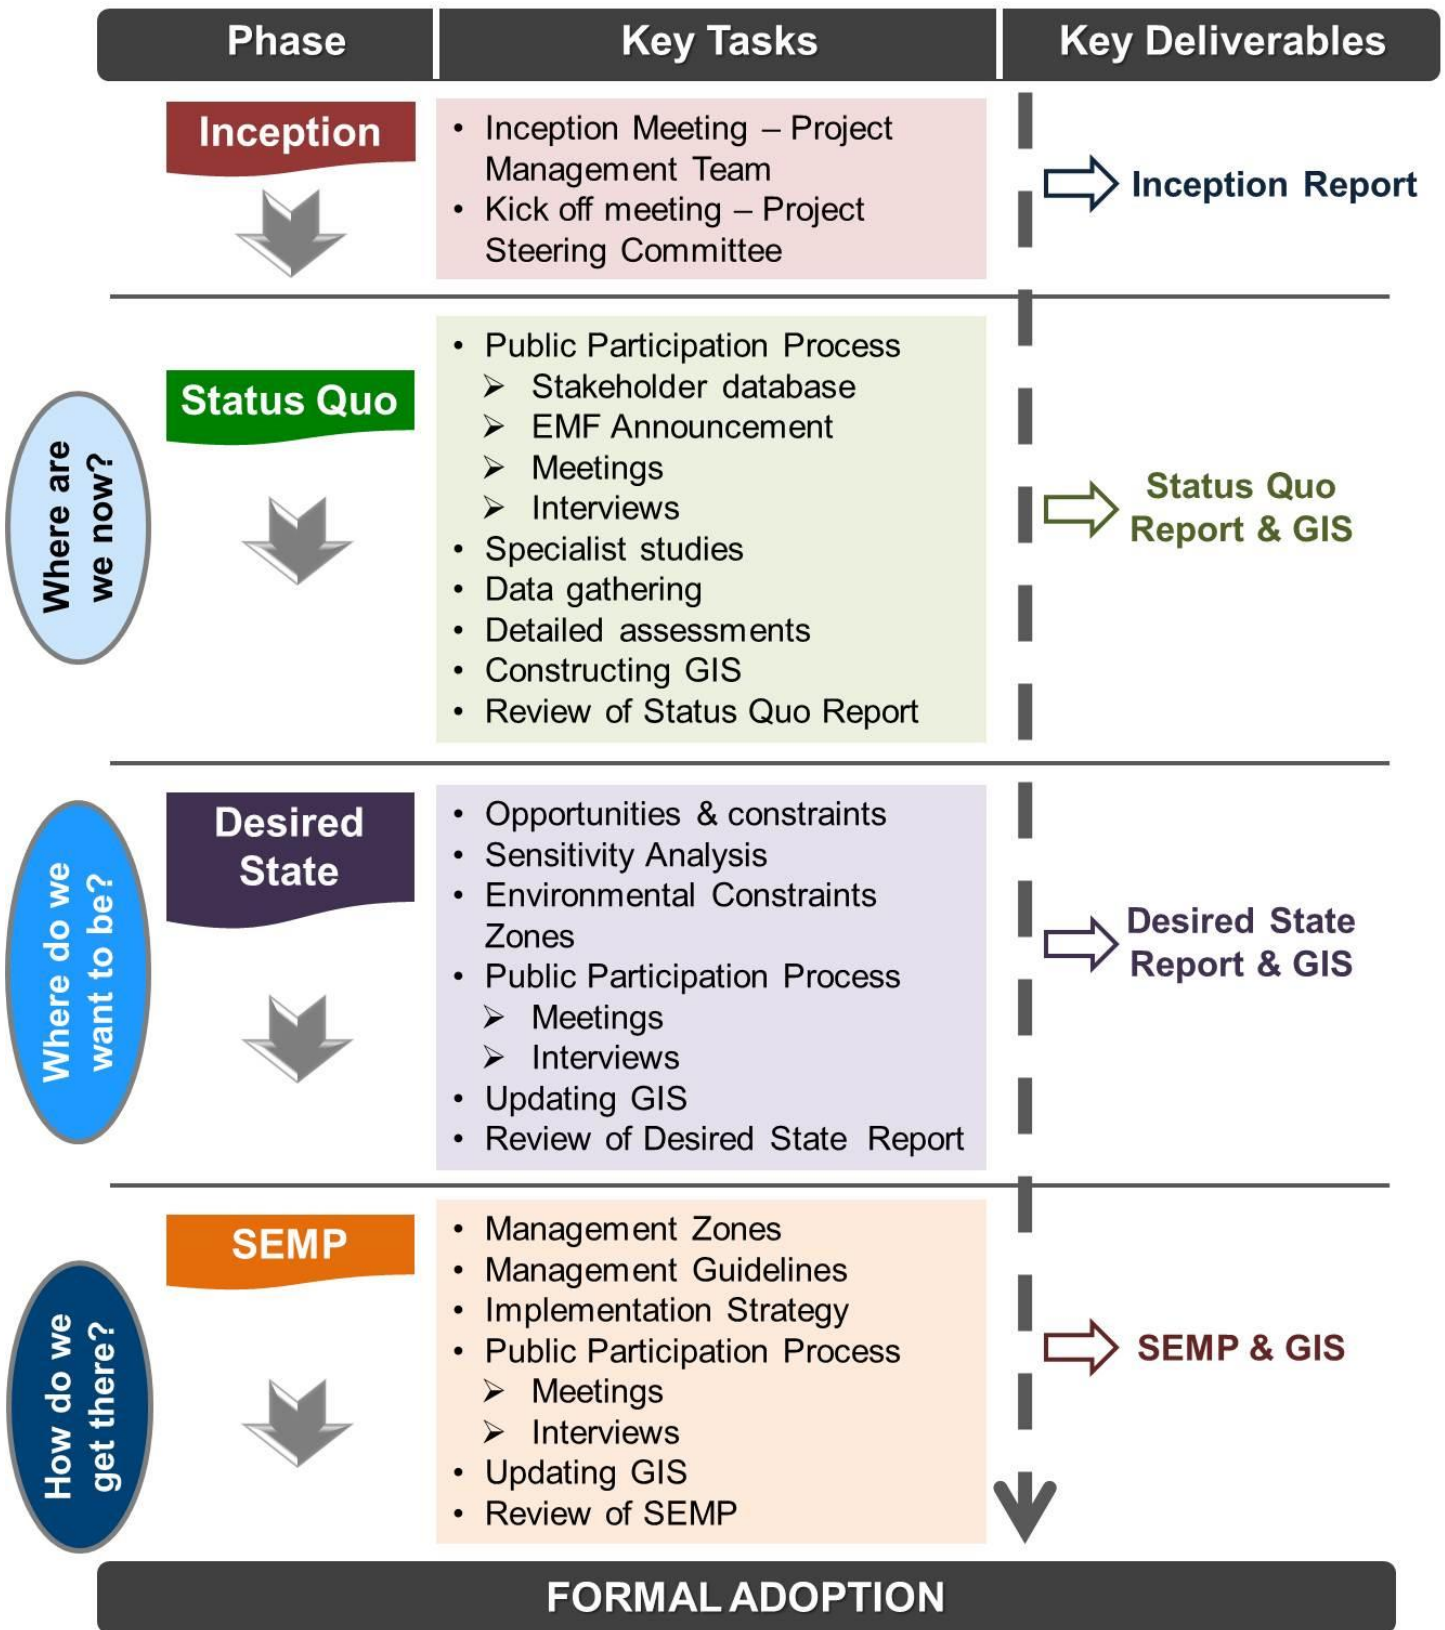 Phase Key Tasks Key Deliverables
Inception
• Inception Meeting – Project
Management Team
• Kick off meeting – Project
Steering Committee
Inception Report
Where are
we now?
Status Quo
• Public Participation Process
➢ Stakeholder database
➢ EMF Announcement
➢ Meetings
➢ Interviews
• Specialist studies
• Data gathering
• Detailed assessments
• Constructing GIS
• Review of Status Quo Report
Status Quo
Report & GIS
Where do we
want to be?
Desired
State
• Opportunities & constraints
• Sensitivity Analysis
• Environmental Constraints
Zones
• Public Participation Process
➢ Meetings
➢ Interviews
• Updating GIS
• Review of Desired State Report
Desired State
Report & GIS
How do we
get there?
SEMP
• Management Zones
• Management Guidelines
• Implementation Strategy
• Public Participation Process
➢ Meetings
➢ Interviews
• Updating GIS
• Review of SEMP
SEMP & GIS
FORMAL ADOPTION